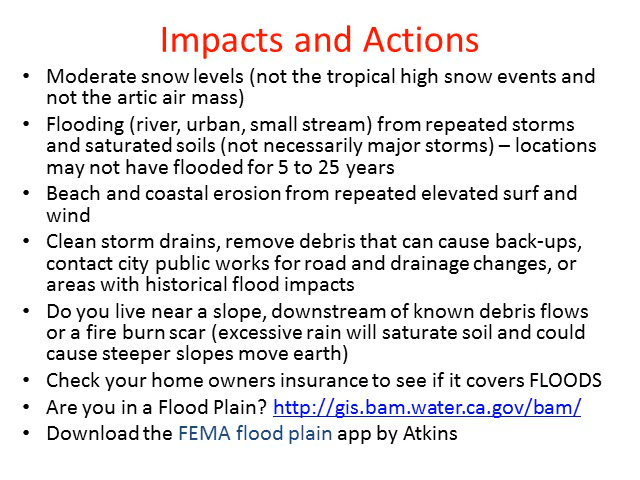 Impacts and Actions
• Moderate snow levels (not the tropical high snow events and
not the artic air mass)
• Flooding (river, urban, small stream) from repeated storms
and saturated soils (not necessarily major storms) – locations
may not have flooded for 5 to 25 years
• Beach and coastal erosion from repeated elevated surf and
wind
• Clean storm drains, remove debris that can cause back-ups,
contact city public works for road and drainage changes, or
areas with historical flood impacts
• Do you live near a slope, downstream of known debris flows
or a fire burn scar (excessive rain will saturate soil and could
cause steeper slopes move earth)
• Check your home owners insurance to see if it covers FLOODS
• Are you in a Flood Plain? http://gis.bam.water.ca.gov/bam/
• Download the FEMA flood plain app by Atkins